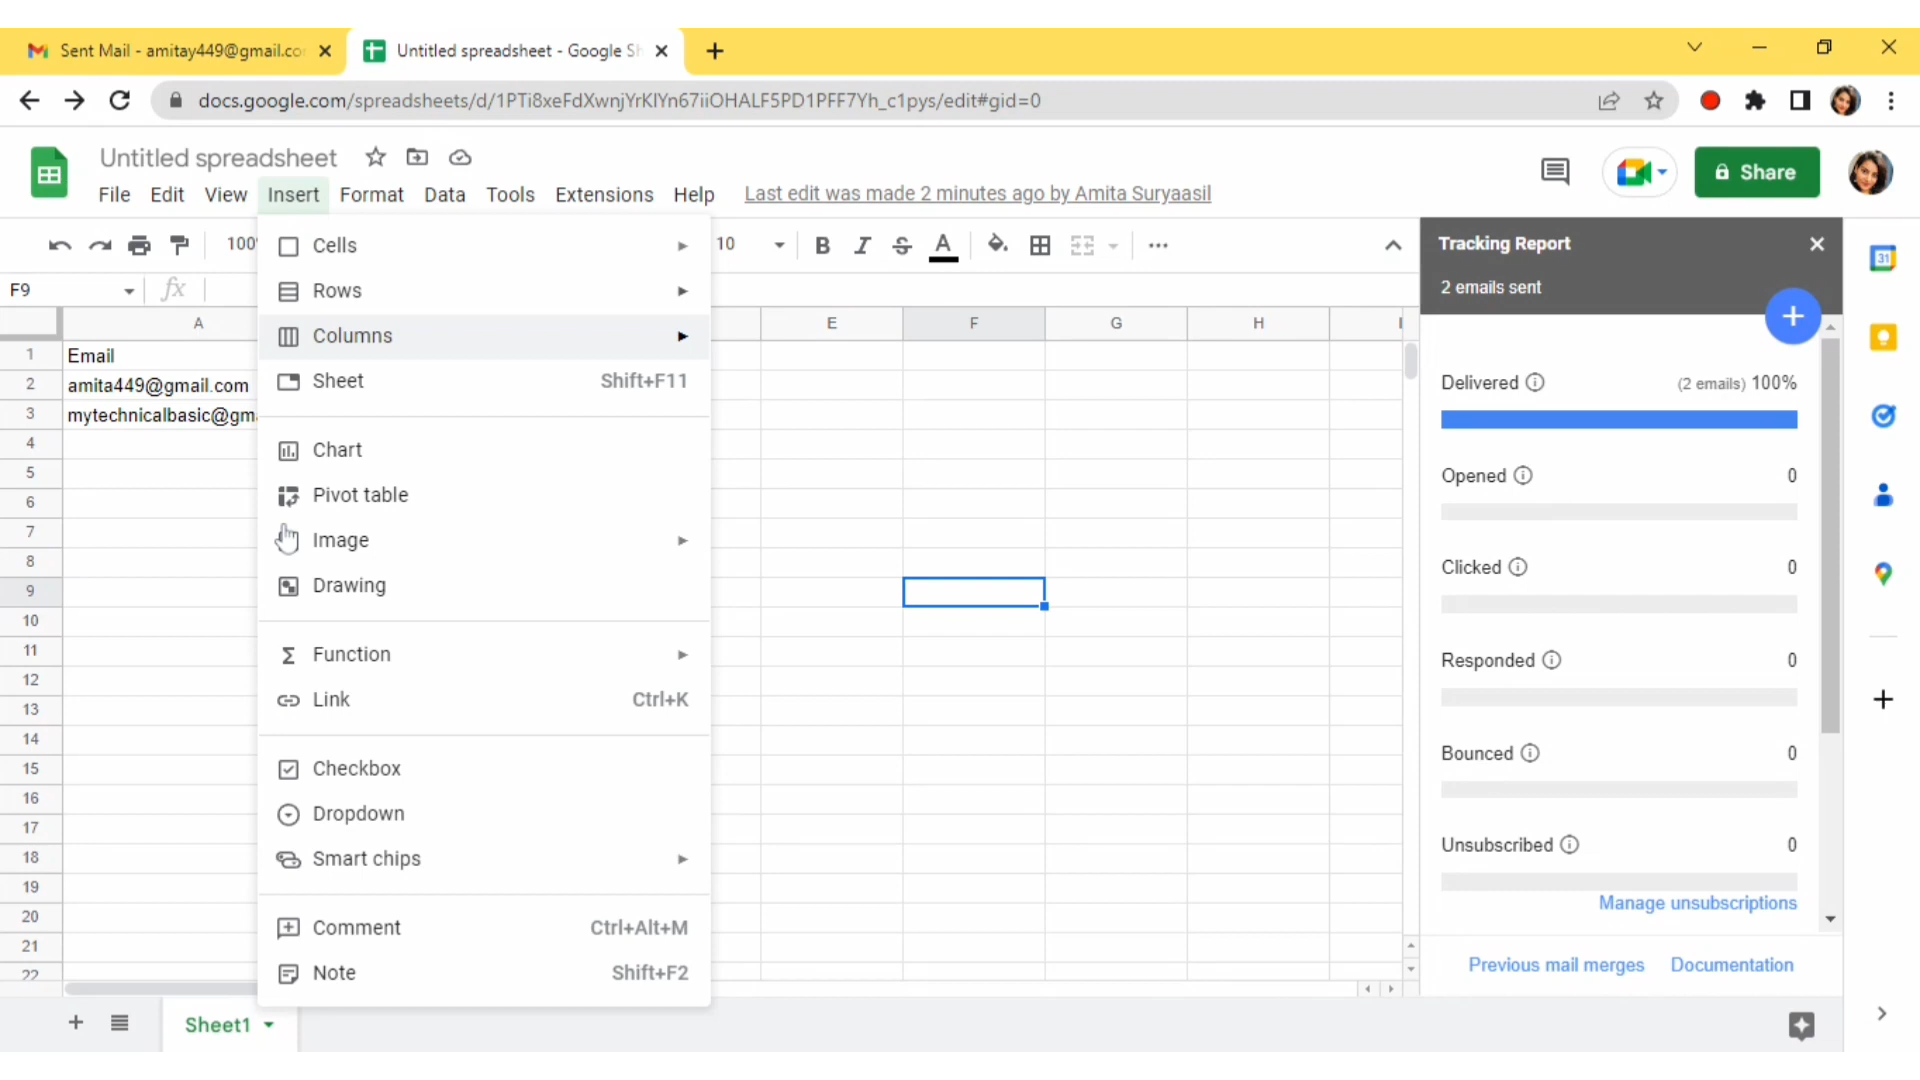 Sent Mail - amitay449@gmail.co
Untitled spreadsheet - Google Sh
docs.google.com/spreadsheets/d/1PTi8xeFdXwnjYrKlYn67iiOHALF5PD1PFF7Yh_c1pys/edit#gid=0
Untitled spreadsheet
File Edit View Insert Format Data Tools Extensions Help Last edit was made 2 minutes ago by Amita Suryaasil
Share
100% 10 B I S A
F9 fx
A E F G H I
1 Email
2 amita449@gmail.com
3 mytechnicalbasic@gma
4
5
6
7
8
9
10
11
12
13
14
15
16
17
18
19
20
21
22
Cells
Rows
Columns
Sheet Shift+F11
Chart
Pivot table
Image
Drawing
Function
Link Ctrl+K
Checkbox
Dropdown
Smart chips
Comment Ctrl+Alt+M
Note Shift+F2
Tracking Report
2 emails sent
Delivered (2 emails) 100%
Opened 0
Clicked 0
Responded 0
Bounced 0
Unsubscribed 0
Manage unsubscriptions
Previous mail merges Documentation
31
Sheet1